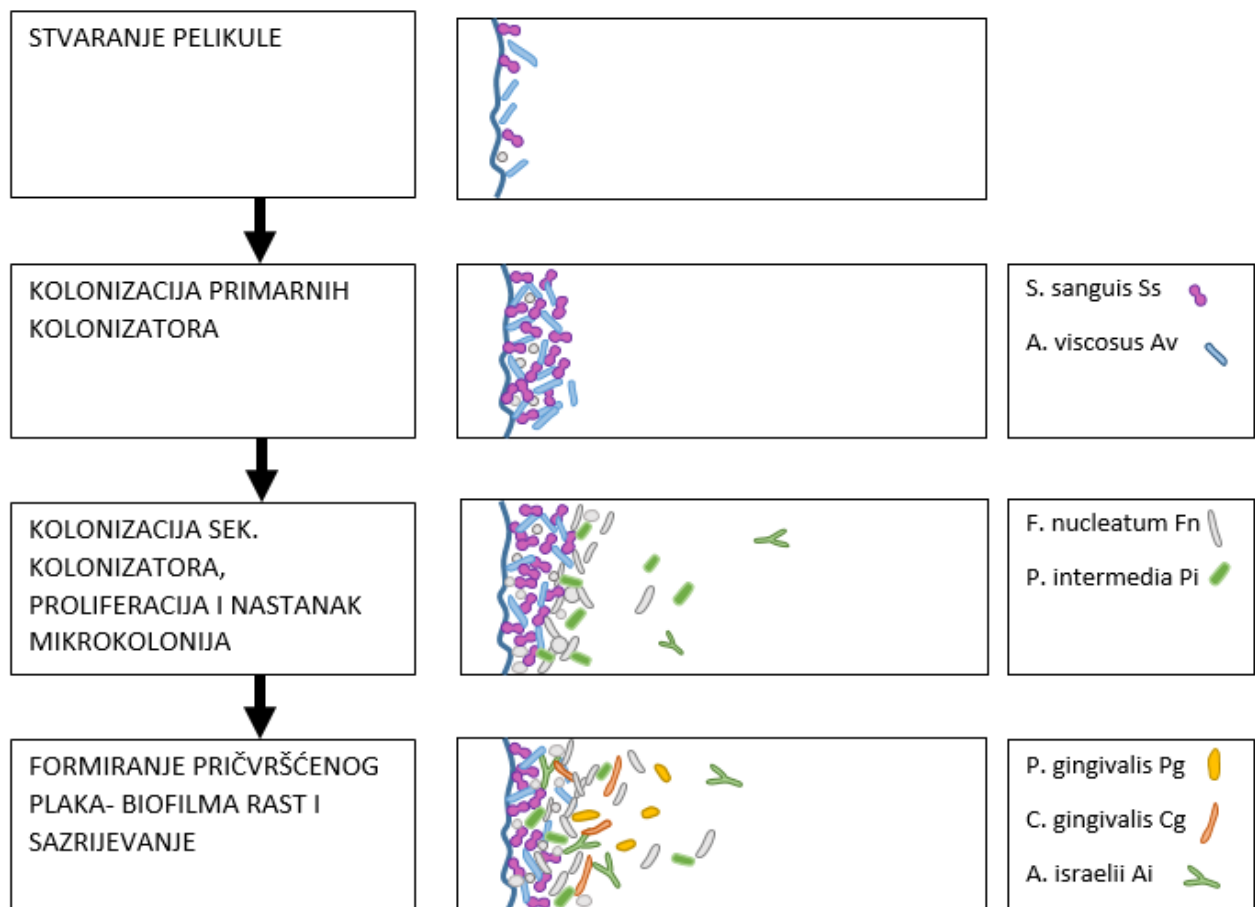 STVARANJE PELIKULE
KOLONIZACIJA PRIMARNIH
KOLONIZATORA
S. sanguis Ss
A. viscosus Av
KOLONIZACIJA SEK.
KOLONIZATORA,
PROLIFERACIJA I NASTANAK
MIKROKOLONIJA
F. nucleatum Fn
P. intermedia Pi
FORMIRANJE PRIČVRŠĆENOG
PLAKA- BIOFILMA RAST I
SAZRIJEVANJE
P. gingivalis Pg
C. gingivalis Cg
A. israelii Ai